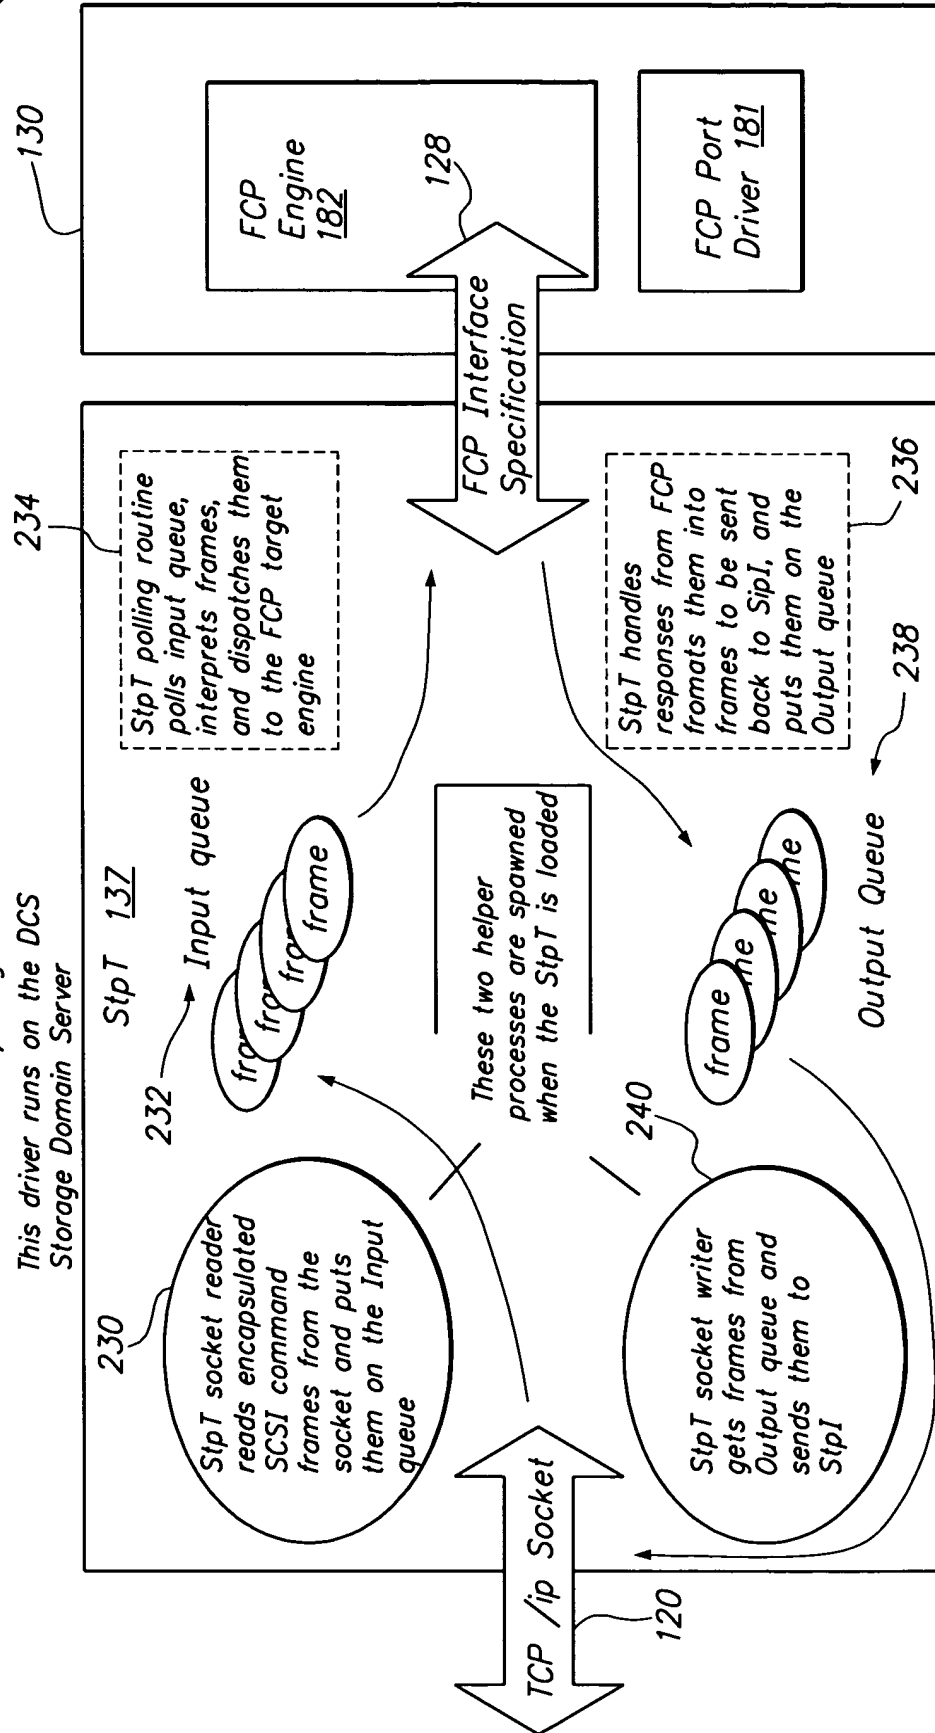 This driver runs on the DCS
Storage Domain Server
StpT 137
230
StpT socket reader
reads encapsulated
SCSI command
frames from the
socket and puts
them on the Input
queue
232
Input queue
frame
234
StpT polling routine
polls input queue,
interprets frames,
and dispatches them
to the FCP target
engine
130
FCP
Engine
182
128
FCP Interface
Specification
FCP Port
Driver 181
TCP /ip Socket
120
These two helper
processes are spawned
when the StpT is loaded
StpT socket writer
gets frames from
Output queue and
sends them to
StpI
240
frame
me
me
me
Output Queue
238
StpT handles
responses from FCP
fromats them into
frames to be sent
back to SipI, and
puts them on the
Output queue
236